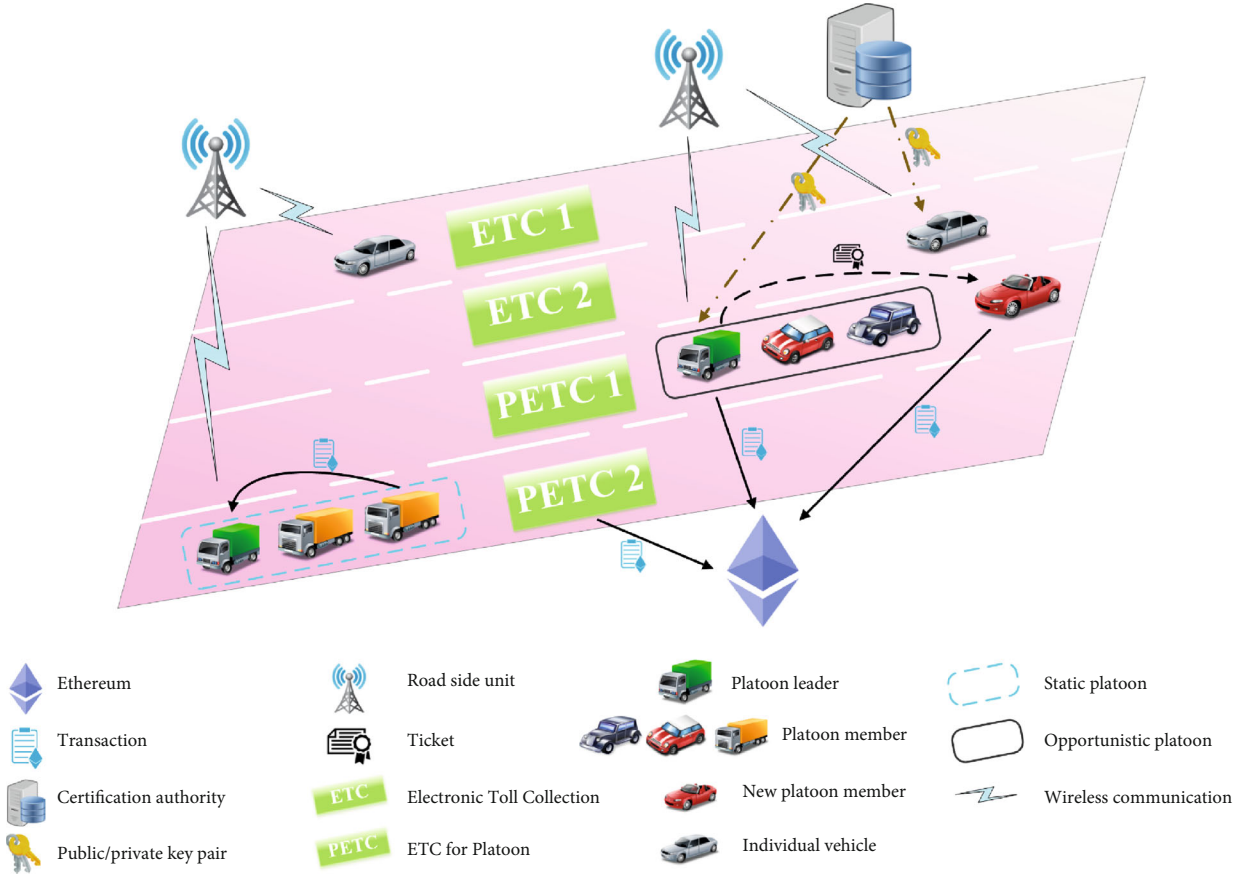 ETC 1
ETC 2
PETC 1
PETC 2
Ethereum
Road side unit
Platoon leader
Static platoon
Transaction
Ticket
Platoon member
Opportunistic platoon
Certification authority
ETC
Electronic Toll Collection
New platoon member
Wireless communication
Public/private key pair
PETC
ETC for Platoon
Individual vehicle